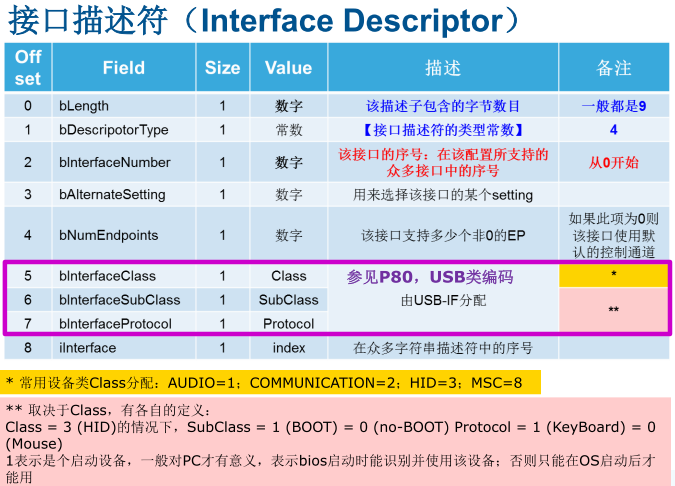 接口描述符（Interface Descriptor）
Off set Field Size Value 描述 备注
0 bLength 1 数字 该描述子包含的字节数目 一般都是9
1 bDescripotorType 1 常数 【接口描述符的类型常数】 4
2 bInterfaceNumber 1 数字 该接口的序号：在该配置所支持的
众多接口中的序号 从0开始
3 bAlternateSetting 1 数字 用来选择该接口的某个setting
4 bNumEndpoints 1 数字 该接口支持多少个非0的EP 如果此项为0则
该接口使用默
认的控制通道
5 bInterfaceClass 1 Class 参见P80，USB类编码 *
6 bInterfaceSubClass 1 SubClass 由USB-IF分配 **
7 bInterfaceProtocol 1 Protocol
8 iInterface 1 index 在众多字符串描述符中的序号
* 常用设备类Class分配：AUDIO=1；COMMUNICATION=2；HID=3；MSC=8
** 取决于Class，有各自的定义：
Class = 3 (HID)的情况下，SubClass = 1 (BOOT) = 0 (no-BOOT) Protocol = 1 (KeyBoard) = 0
(Mouse)
1表示是个启动设备，一般对PC才有意义，表示bios启动时能识别并使用该设备；否则只能在OS启动后才
能用